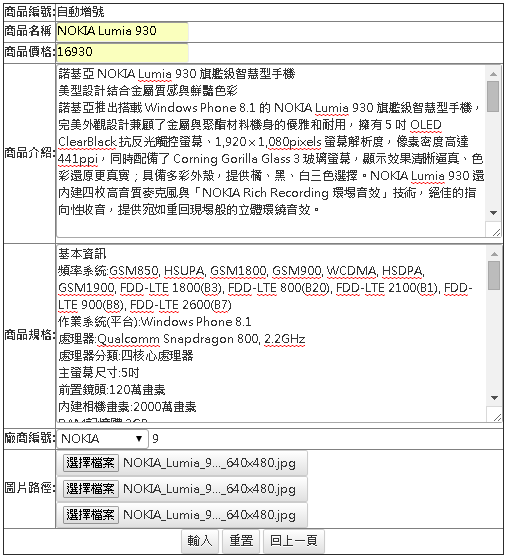 商品編號:自動增號
商品名稱 NOKIA Lumia 930
商品價格: 16930
商品介紹:
諾基亞 NOKIA Lumia 930 旗艦級智慧型手機
美型設計結合金屬質感與鮮豔色彩
諾基亞推出搭載 Windows Phone 8.1 的 NOKIA Lumia 930 旗艦級智慧型手機，
完美外觀設計兼顧了金屬與聚酯材料機身的優雅和耐用，擁有 5 吋 OLED
ClearBlack 抗反光觸控螢幕、1,920 x 1,080pixels 螢幕解析度，像素密度高達
441ppi，同時配備了 Corning Gorilla Glass 3 玻璃螢幕，顯示效果清晰逼真、色
彩還原更真實；具備多彩外殼，提供橘、黑、白三色選擇。NOKIA Lumia 930 還
內建四枚高音質麥克風與「NOKIA Rich Recording 環場音效」技術，絕佳的指
向性收音，提供宛如重回現場般的立體環繞音效。
商品規格:
基本資訊
頻率系統:GSM850, HSUPA, GSM1800, GSM900, WCDMA, HSDPA,
GSM1900, FDD-LTE 1800(B3), FDD-LTE 800(B20), FDD-LTE 2100(B1), FDD-
LTE 900(B8), FDD-LTE 2600(B7)
作業系統(平台):Windows Phone 8.1
處理器:Qualcomm Snapdragon 800, 2.2GHz
處理器分類:四核心處理器
主螢幕尺寸:5吋
前置鏡頭:120萬畫素
內建相機畫素:2000萬畫素
RAM記憶體:2GB
廠商編號: NOKIA 9
圖片路徑:
選擇檔案 NOKIA_Lumia_9..._640x480.jpg
選擇檔案 NOKIA_Lumia_9..._640x480.jpg
選擇檔案 NOKIA_Lumia_9..._640x480.jpg
輸入 重置 回上一頁